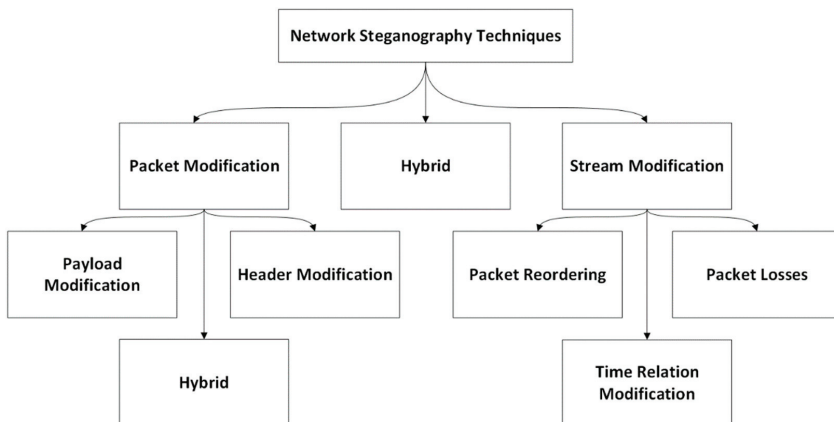 Network Steganography Techniques
Packet Modification
Hybrid
Stream Modification
Payload
Modification
Header Modification
Packet Reordering
Packet Losses
Hybrid
Time Relation
Modification